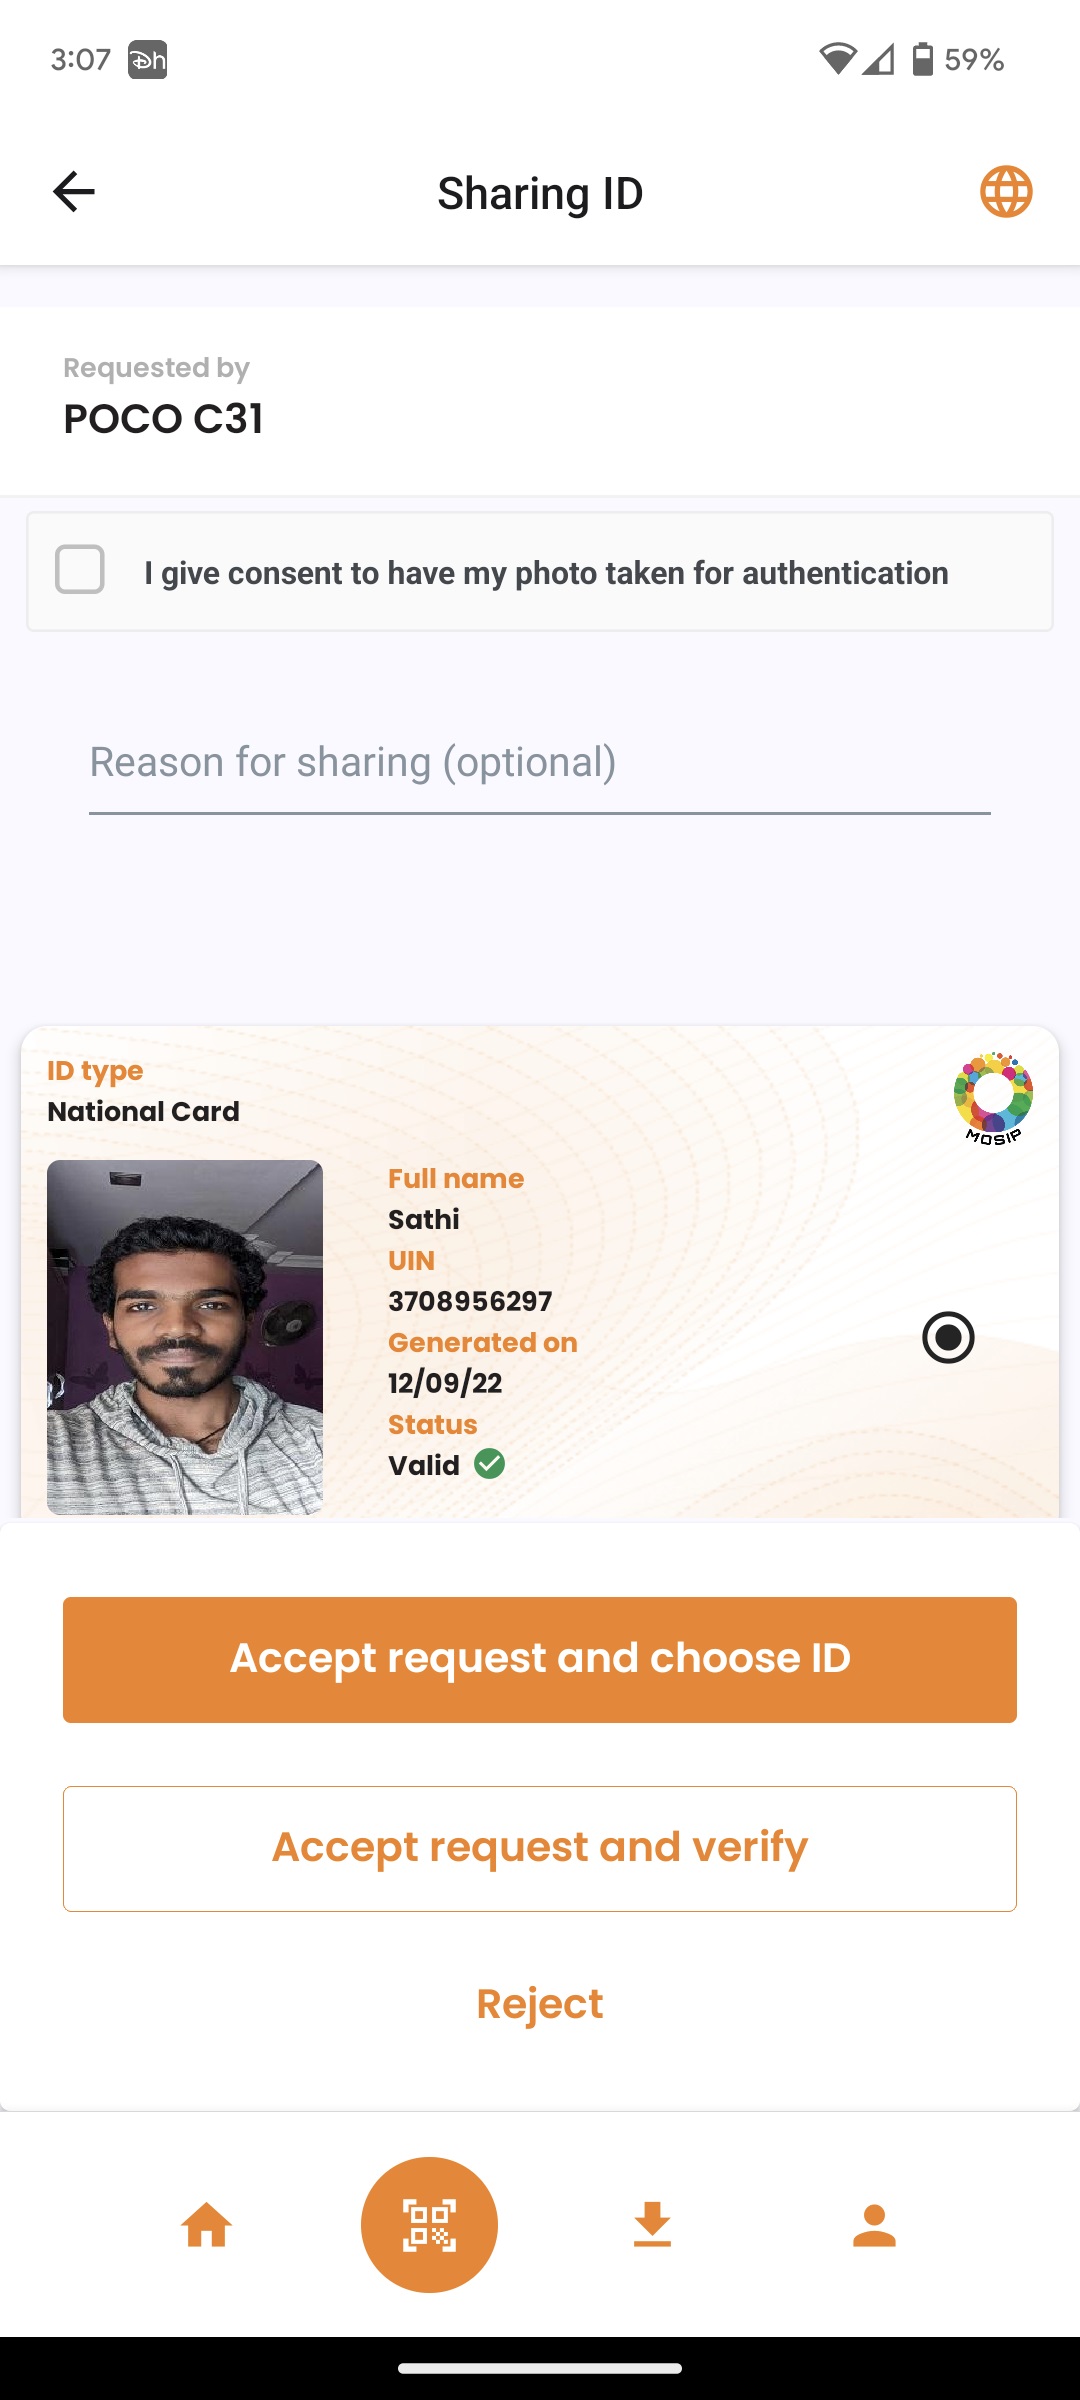 3:07
59%
Sharing ID
Requested by
POCO C31
I give consent to have my photo taken for authentication
Reason for sharing (optional)
ID type
National Card
MOSIP
Full name
Sathi
UIN
3708956297
Generated on
12/09/22
Status
Valid
Accept request and choose ID
Accept request and verify
Reject